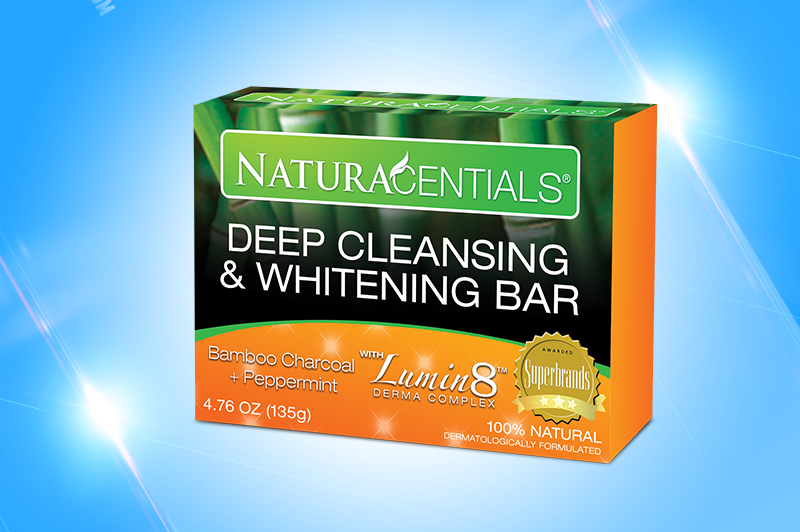 NATURACENTIALS®
NATURACENTIALS®
DEEP CLEANSING
& WHITENING BAR
Bamboo Charcoal
+ Peppermint
WITH
Lumin8™
DERMA COMPLEX
AWARDED
Superbrands
4.76 OZ (135g)
100% NATURAL
DERMATOLOGICALLY FORMULATED